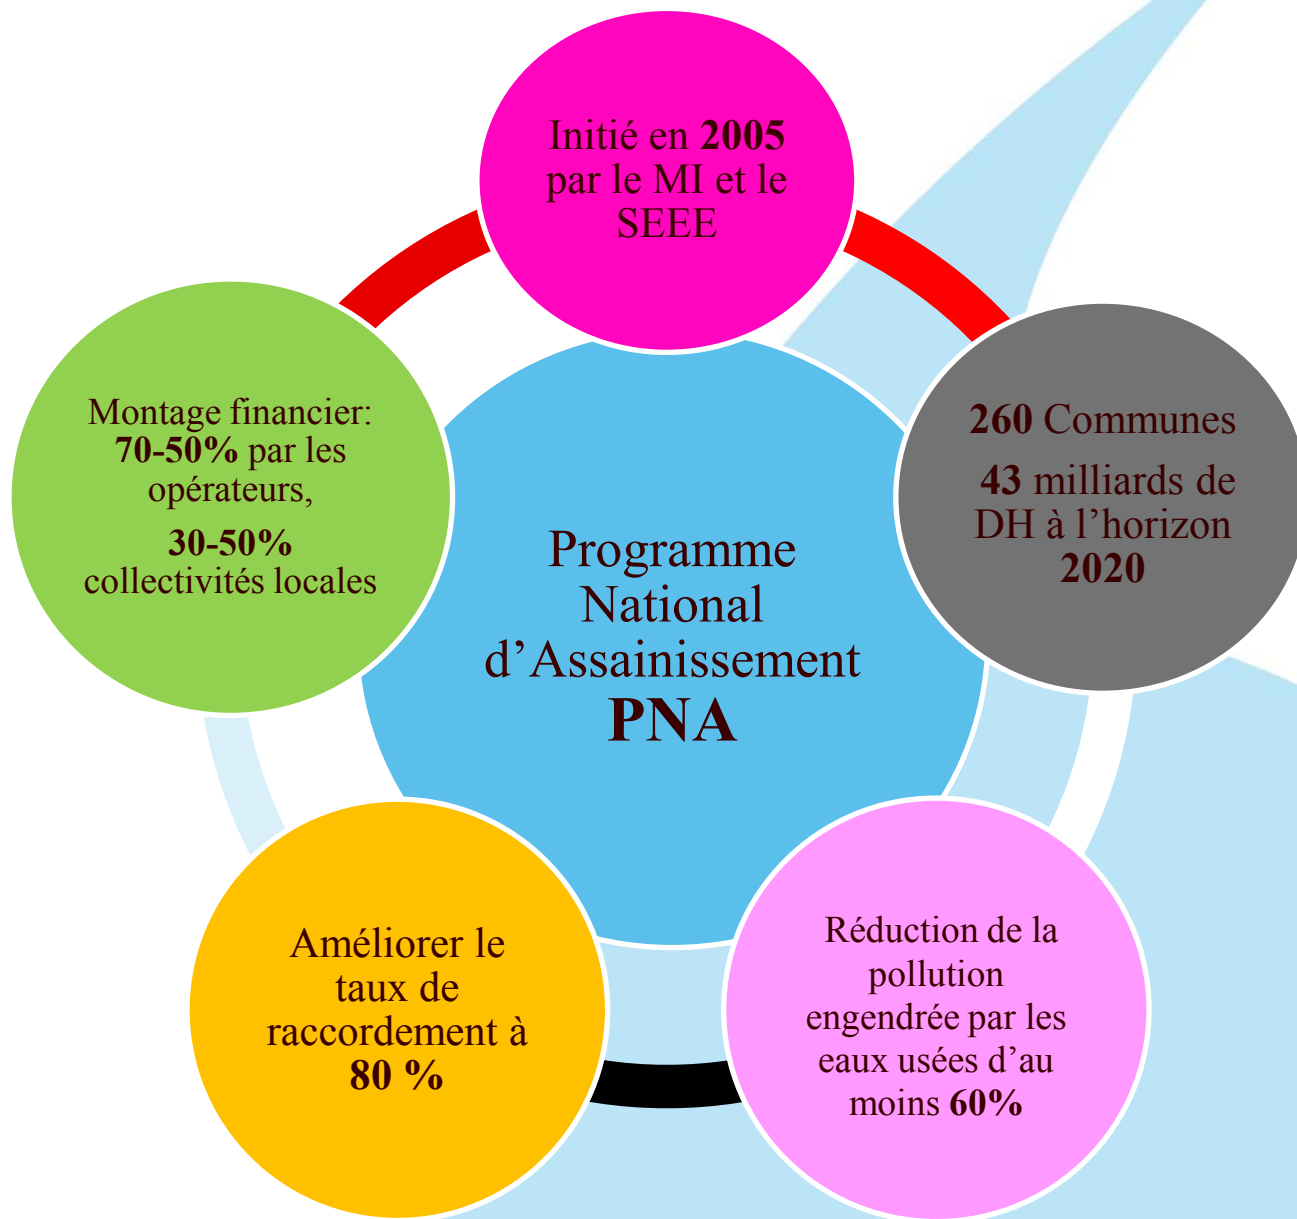 Initié en 2005
par le MI et le
SEEE
Montage financier:
70-50% par les
opérateurs,
30-50%
collectivités locales
260 Communes
43 milliards de
DH à l’horizon
2020
Programme
National
d’Assainissement
PNA
Améliorer le
taux de
raccordement à
80 %
Réduction de la
pollution
engendrée par les
eaux usées d’au
moins 60%